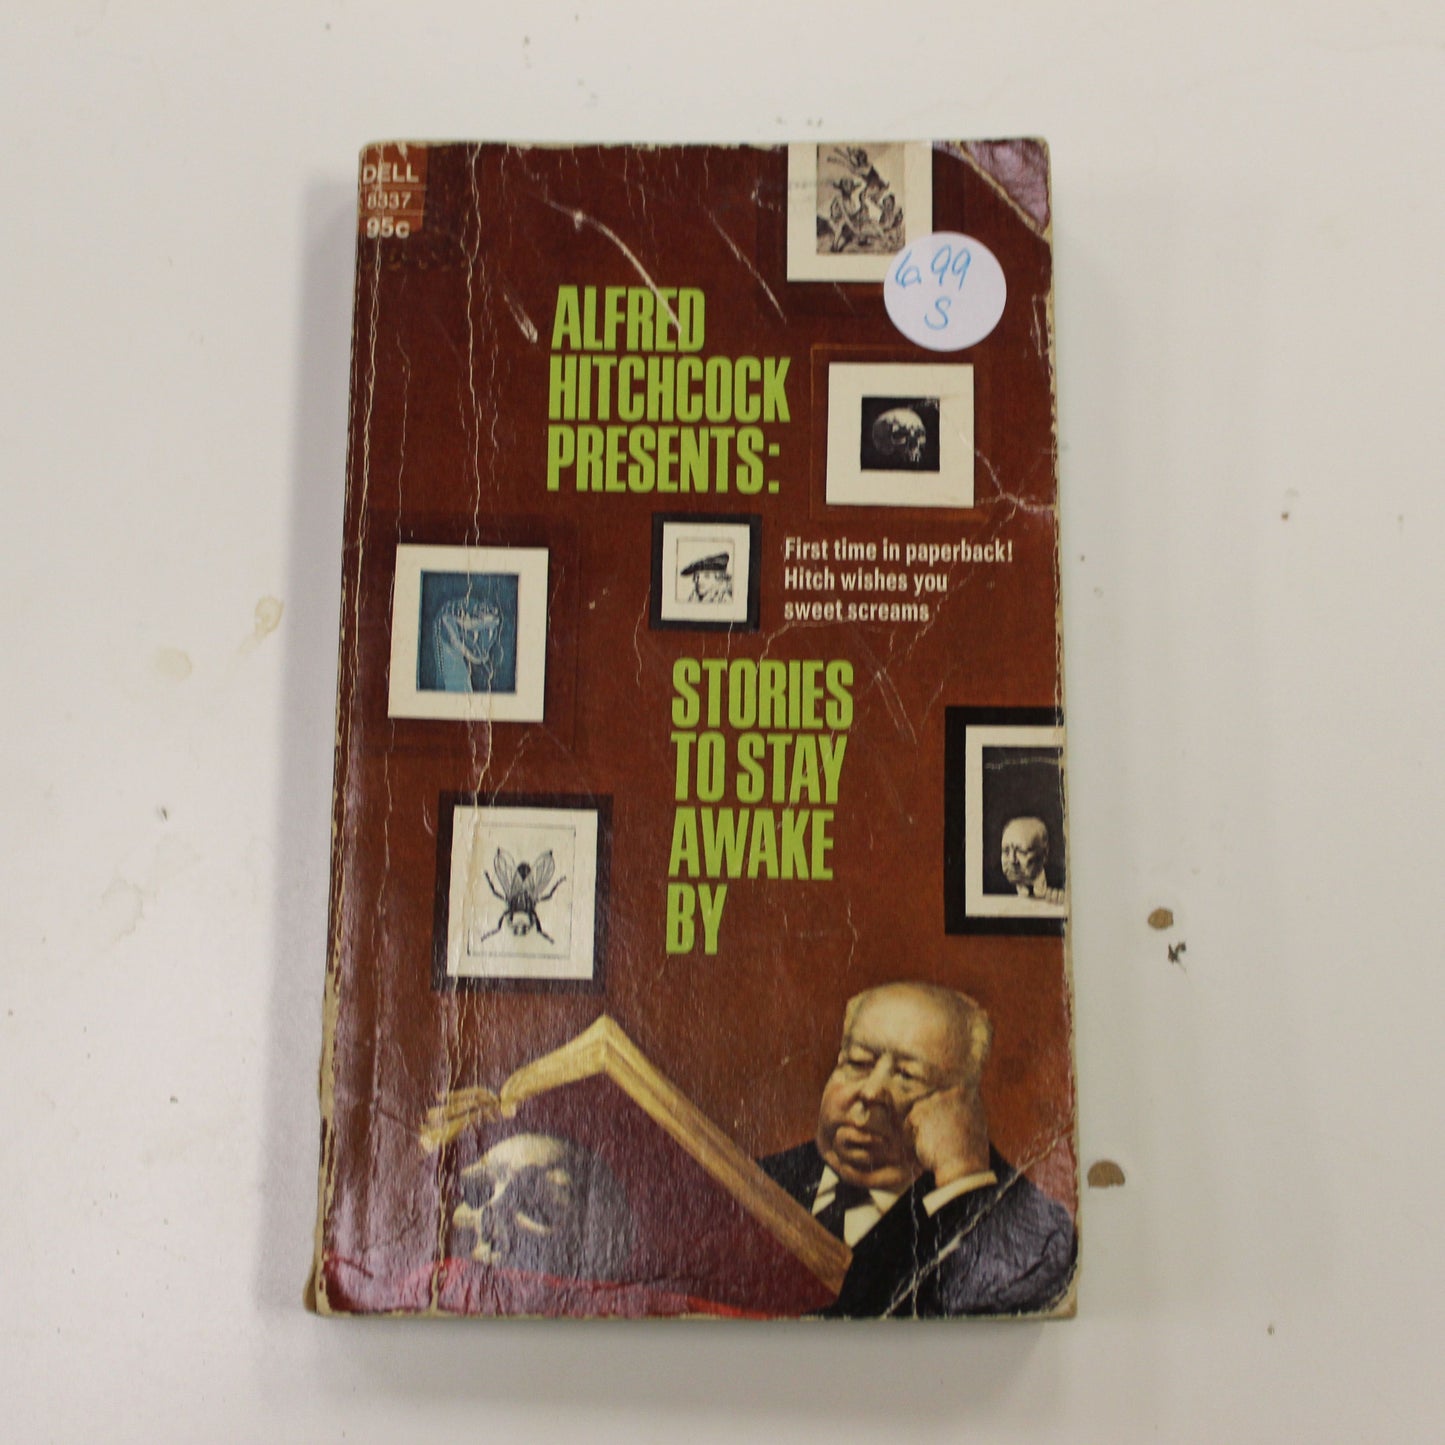 DELL
8337
95c
6.99
S
ALFRED
HITCHCOCK
PRESENTS:
First time in paperback!
Hitch wishes you
sweet screams
STORIES
TO STAY
AWAKE
BY